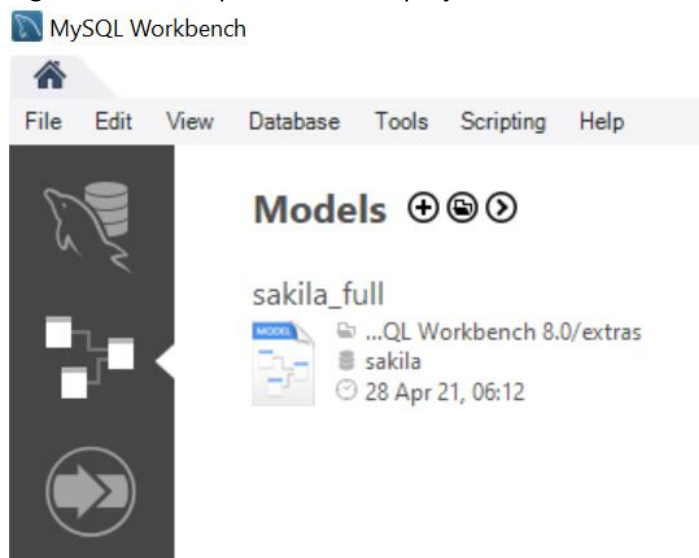 MySQL Workbench
File Edit View Database Tools Scripting Help
Models
sakila_full
MODEL
...QL Workbench 8.0/extras
sakila
28 Apr 21, 06:12